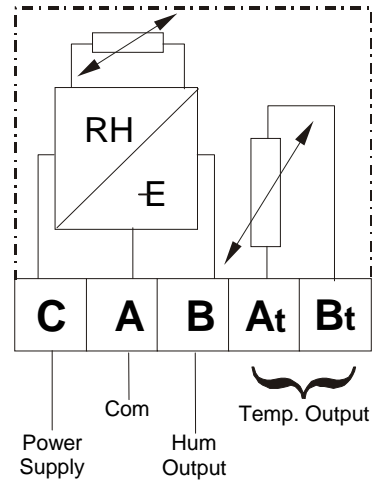 RH
E
C A B At Bt
Com
Temp. Output
Power
Supply
Hum
Output